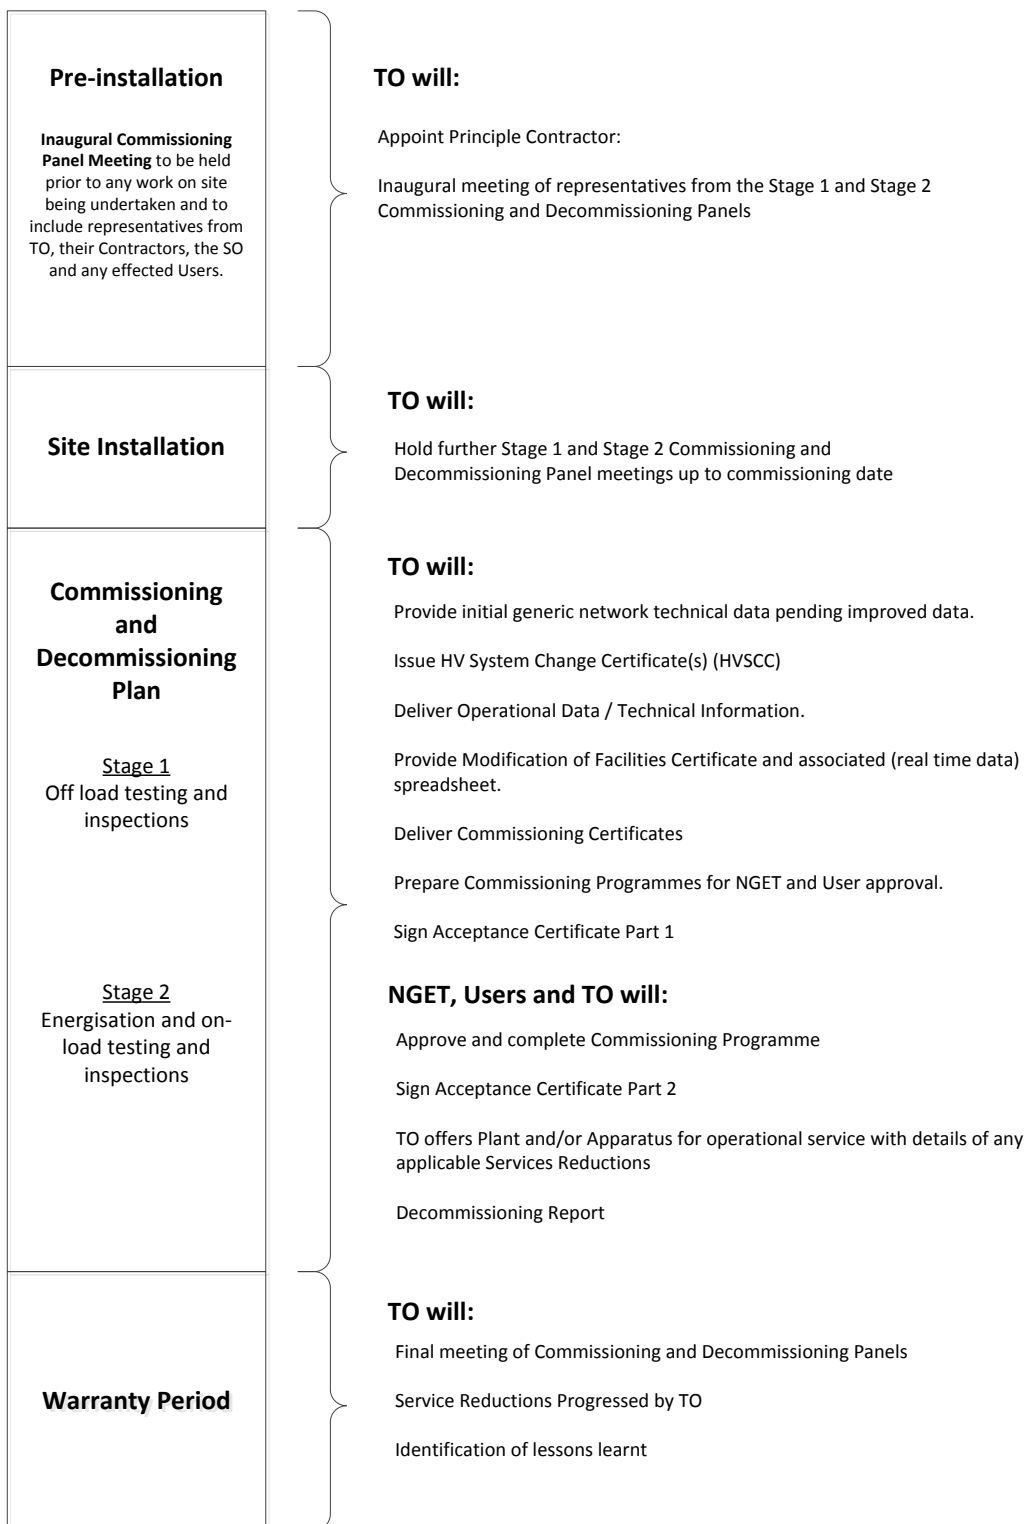 Pre-installation
Inaugural Commissioning
Panel Meeting to be held
prior to any work on site
being undertaken and to
include representatives from
TO, their Contractors, the SO
and any effected Users.
TO will:
Appoint Principle Contractor:
Inaugural meeting of representatives from the Stage 1 and Stage 2
Commissioning and Decommissioning Panels
Site Installation
TO will:
Hold further Stage 1 and Stage 2 Commissioning and
Decommissioning Panel meetings up to commissioning date
Commissioning
and
Decommissioning
Plan
Stage 1
Off load testing and
inspections
Stage 2
Energisation and on-
load testing and
inspections
TO will:
Provide initial generic network technical data pending improved data.
Issue HV System Change Certificate(s) (HVSCC)
Deliver Operational Data / Technical Information.
Provide Modification of Facilities Certificate and associated (real time data)
spreadsheet.
Deliver Commissioning Certificates
Prepare Commissioning Programmes for NGET and User approval.
Sign Acceptance Certificate Part 1
NGET, Users and TO will:
Approve and complete Commissioning Programme
Sign Acceptance Certificate Part 2
TO offers Plant and/or Apparatus for operational service with details of any
applicable Services Reductions
Decommissioning Report
Warranty Period
TO will:
Final meeting of Commissioning and Decommissioning Panels
Service Reductions Progressed by TO
Identification of lessons learnt